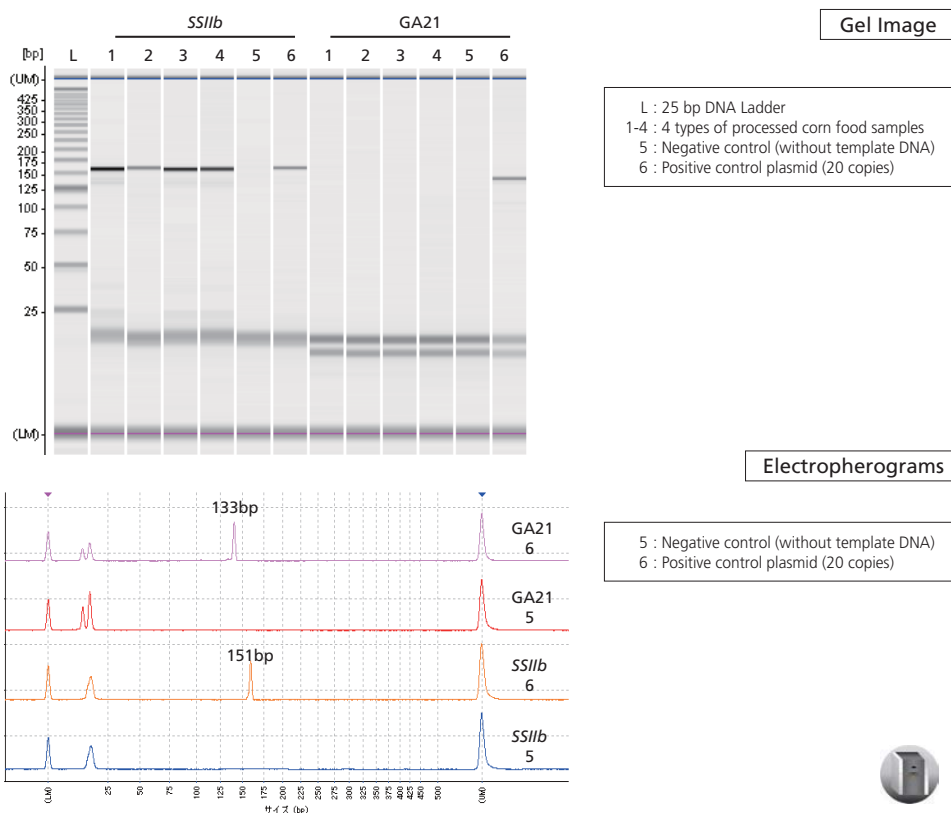 SSIIb GA21
[bp] L 1 2 3 4 5 6 1 2 3 4 5 6
(UM)
425
350
300
250
200
175
150
125
100
75
50
25
(LM)
Gel Image
L : 25 bp DNA Ladder
1-4 : 4 types of processed corn food samples
5 : Negative control (without template DNA)
6 : Positive control plasmid (20 copies)
Electropherograms
133bp
GA21
6
GA21
5
151bp
SSIIb
6
SSIIb
5
(LM) 25 50 75 100 125 150 175 200 225 250 275 300 325 350 375 400 425 450 500 (UM)
サイズ (bp)
5 : Negative control (without template DNA)
6 : Positive control plasmid (20 copies)